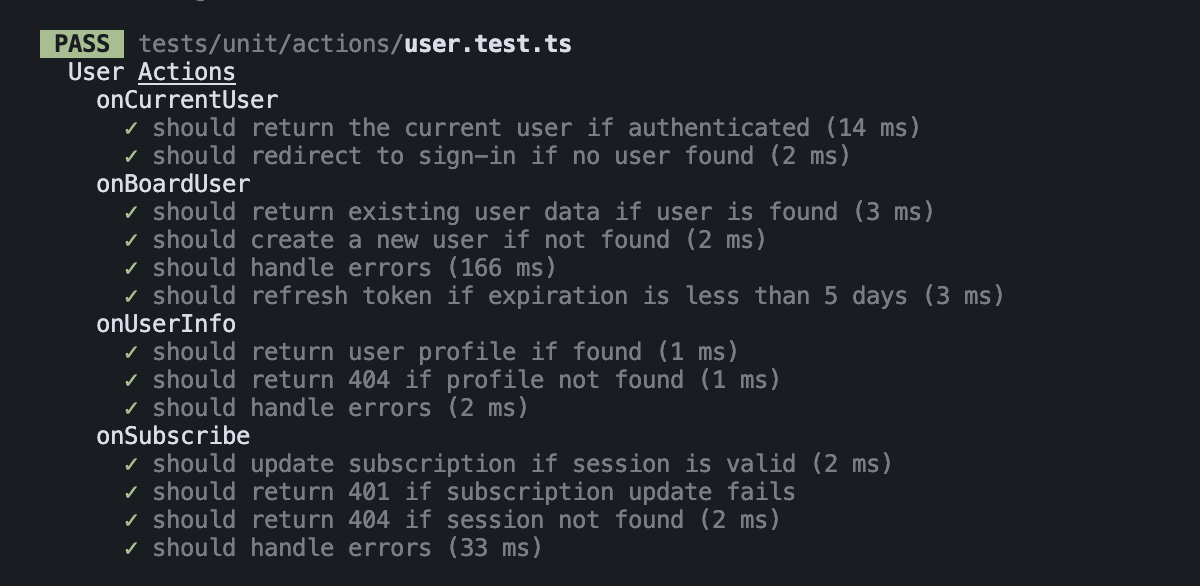 PASS tests/unit/actions/user.test.ts
User Actions
onCurrentUser
✓ should return the current user if authenticated (14 ms)
✓ should redirect to sign-in if no user found (2 ms)
onBoardUser
✓ should return existing user data if user is found (3 ms)
✓ should create a new user if not found (2 ms)
✓ should handle errors (166 ms)
✓ should refresh token if expiration is less than 5 days (3 ms)
onUserInfo
✓ should return user profile if found (1 ms)
✓ should return 404 if profile not found (1 ms)
✓ should handle errors (2 ms)
onSubscribe
✓ should update subscription if session is valid (2 ms)
✓ should return 401 if subscription update fails
✓ should return 404 if session not found (2 ms)
✓ should handle errors (33 ms)